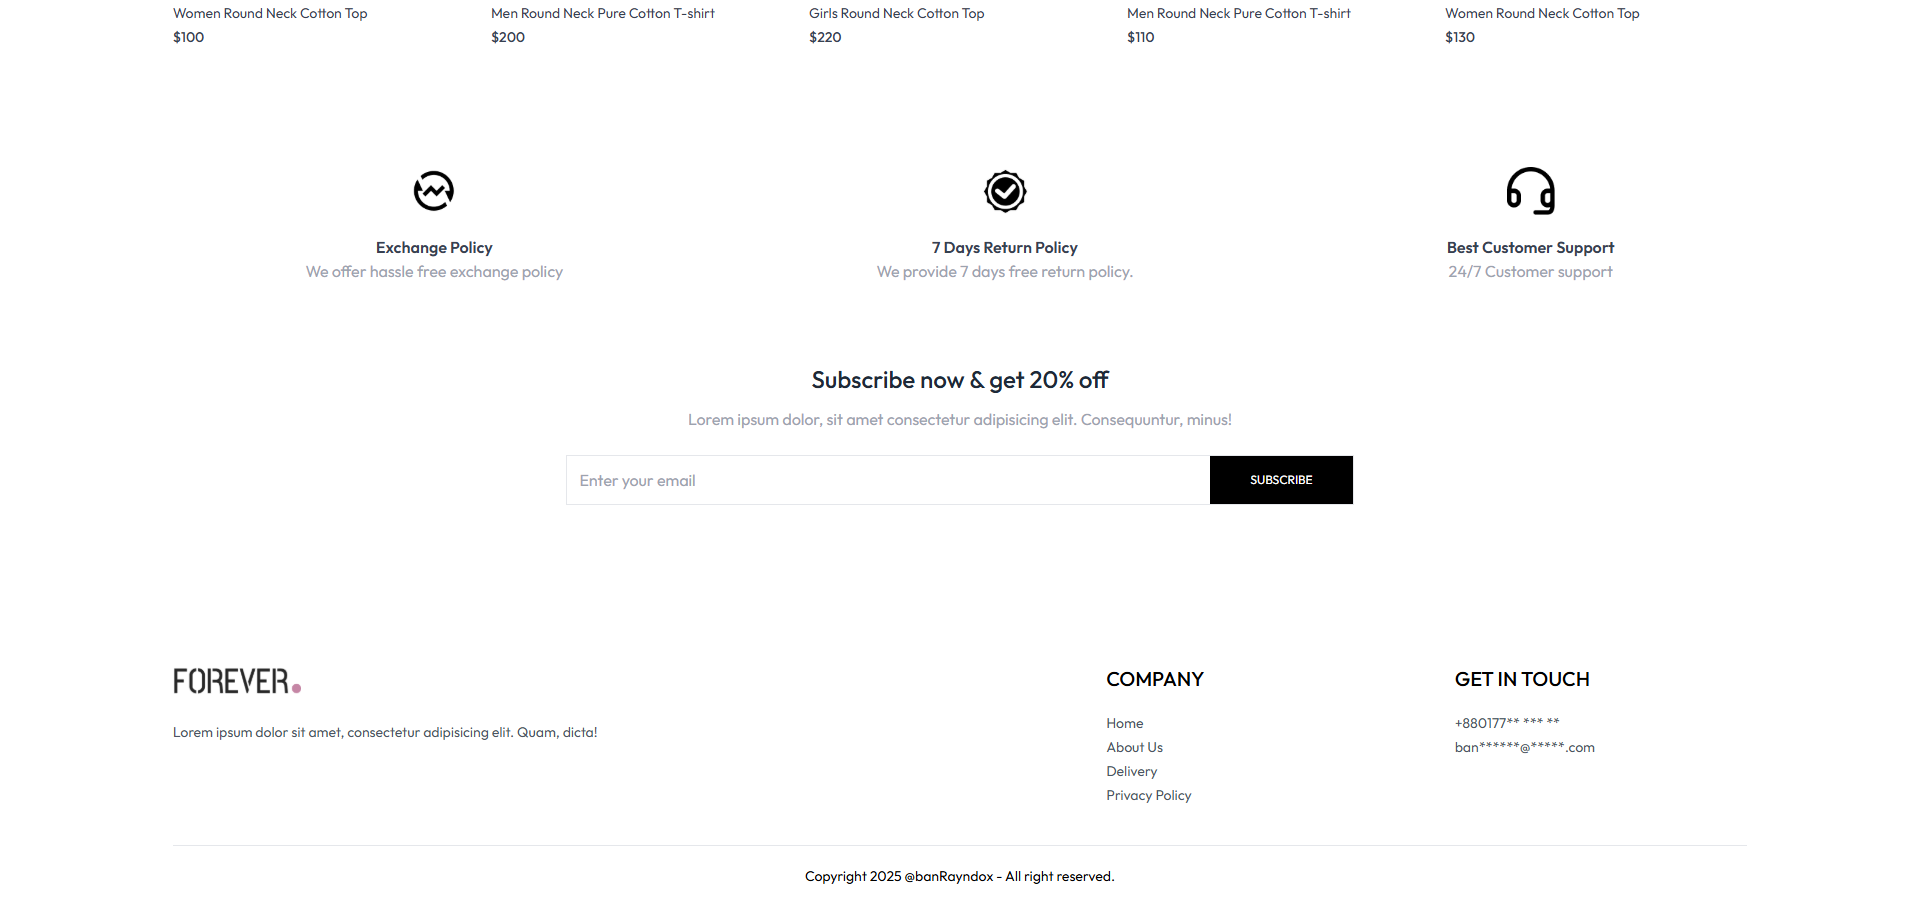 Women Round Neck Cotton Top
$100
Men Round Neck Pure Cotton T-shirt
$200
Girls Round Neck Cotton Top
$220
Men Round Neck Pure Cotton T-shirt
$110
Women Round Neck Cotton Top
$130
Exchange Policy
We offer hassle free exchange policy
7 Days Return Policy
We provide 7 days free return policy.
Best Customer Support
24/7 Customer support
Subscribe now & get 20% off
Lorem ipsum dolor, sit amet consectetur adipisicing elit. Consequuntur, minus!
Enter your email
SUBSCRIBE
FOREVER.
Lorem ipsum dolor sit amet, consectetur adipisicing elit. Quam, dicta!
COMPANY
Home
About Us
Delivery
Privacy Policy
GET IN TOUCH
+880177** *** **
ban******@*****.com
Copyright 2025 @banRayndox - All right reserved.